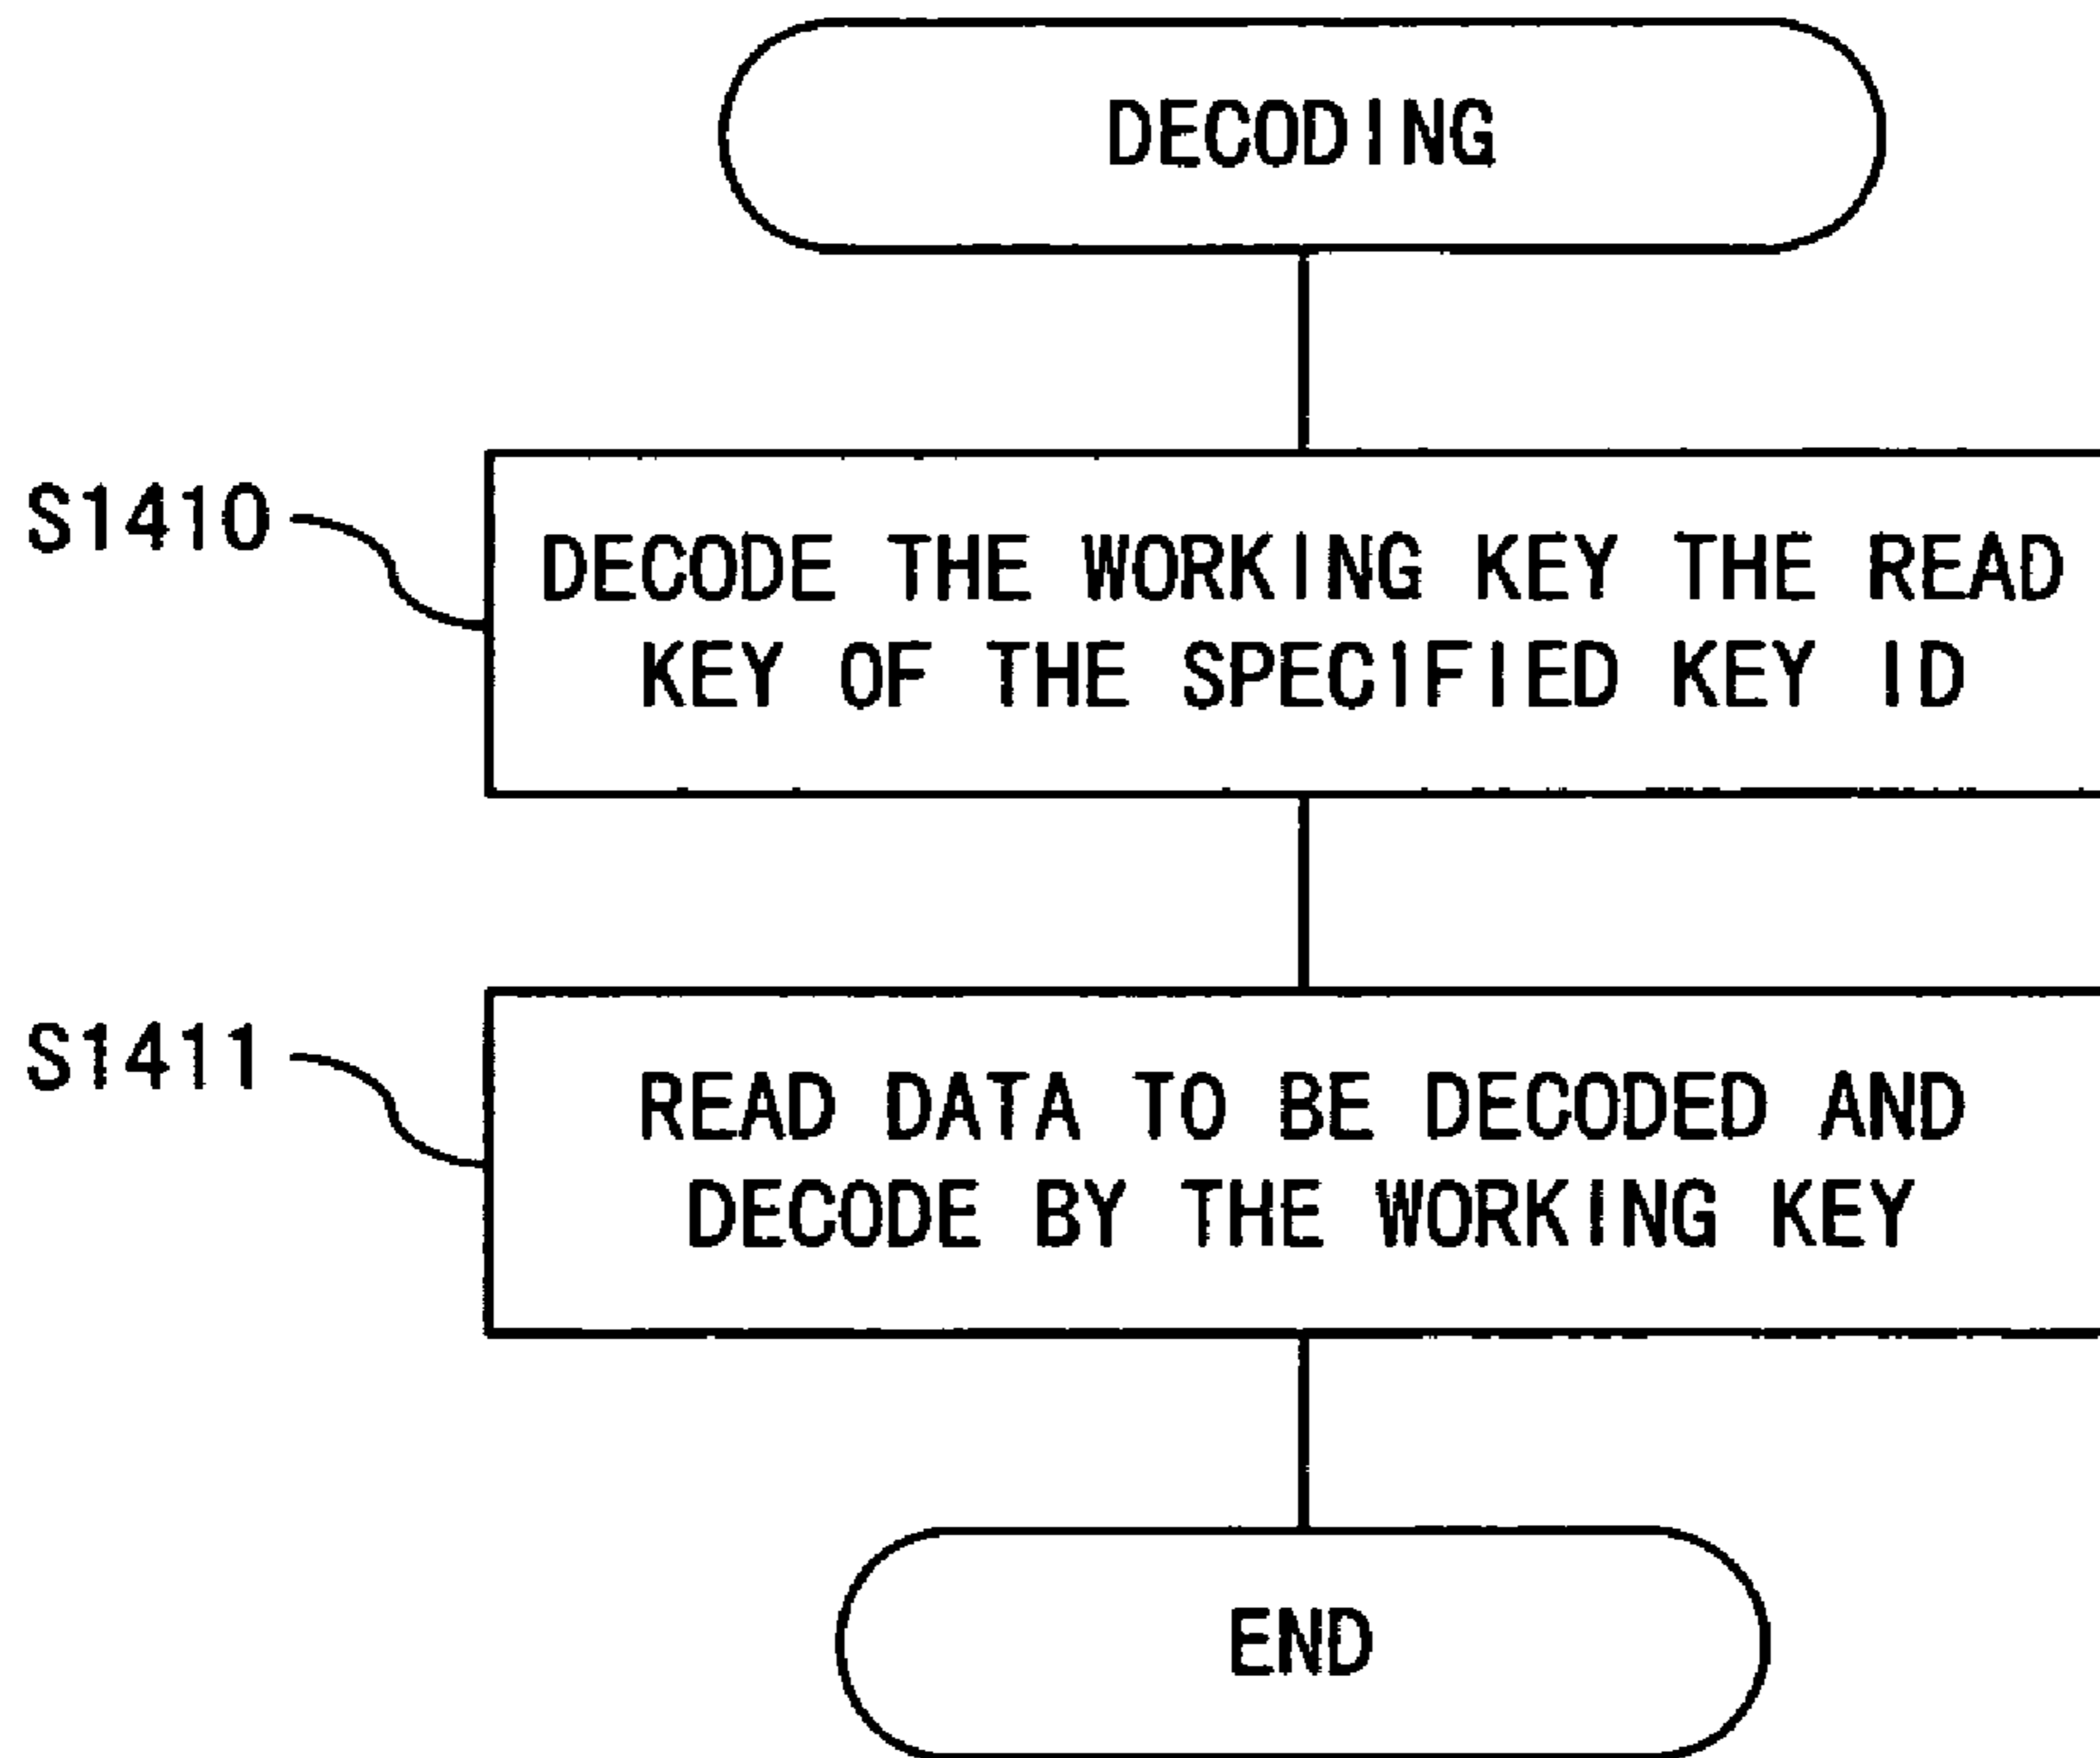 DECODING
S1410
DECODE THE WORKING KEY THE READ
KEY OF THE SPECIFIED KEY ID
S1411
READ DATA TO BE DECODED AND
DECODE BY THE WORKING KEY
END